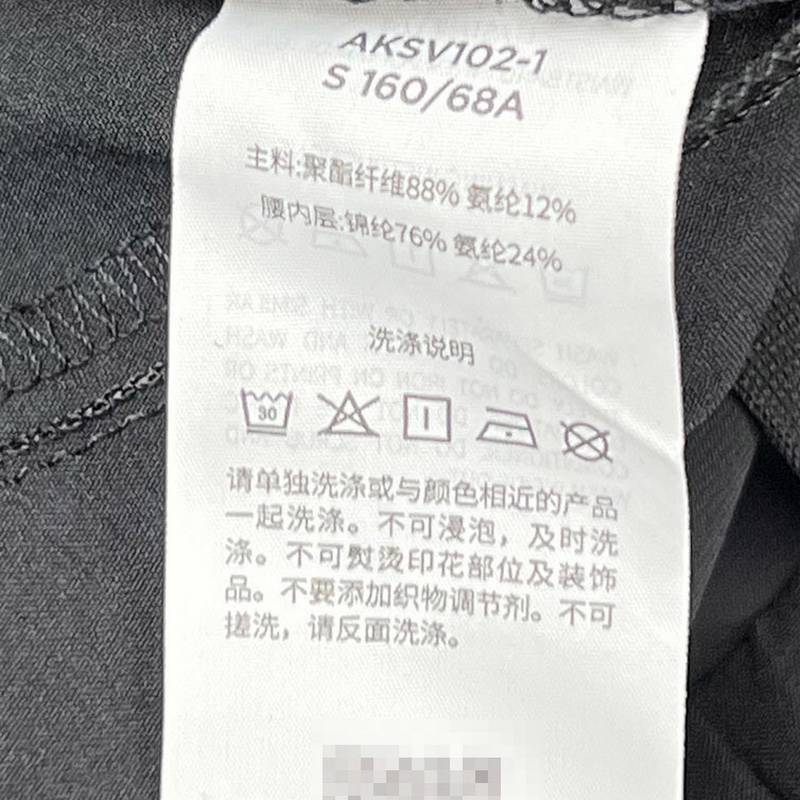 AKSV102-1
S 160/68A
主料:聚酯纤维88% 氨纶12%
腰内层:锦纶76% 氨纶24%
洗涤说明
30
请单独洗涤或与颜色相近的产品
一起洗涤。不可浸泡，及时洗
涤。不可熨烫印花部位及装饰
品。不要添加织物调节剂。不可
搓洗，请反面洗涤。